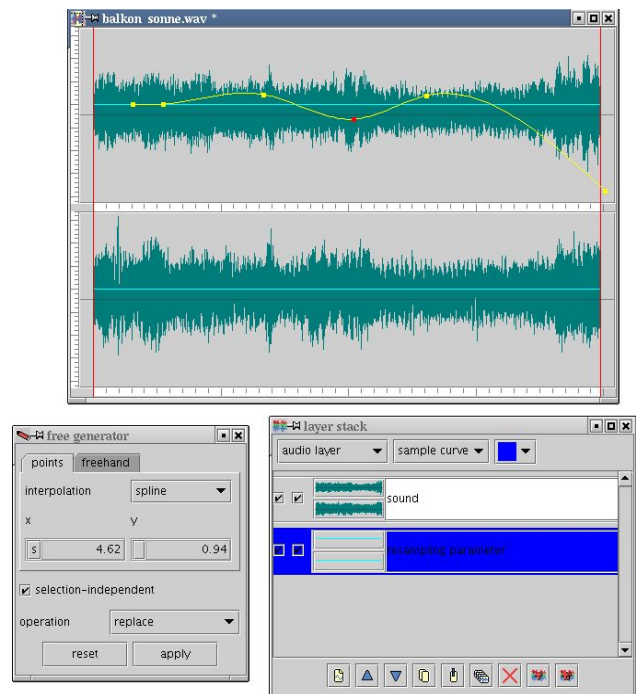 balkon sonne.wav *
free generator
points freehand
interpolation spline
x y
s 4.62 0.94
selection-independent
operation replace
reset apply
layer stack
audio layer sample curve
sound
resampling parameter